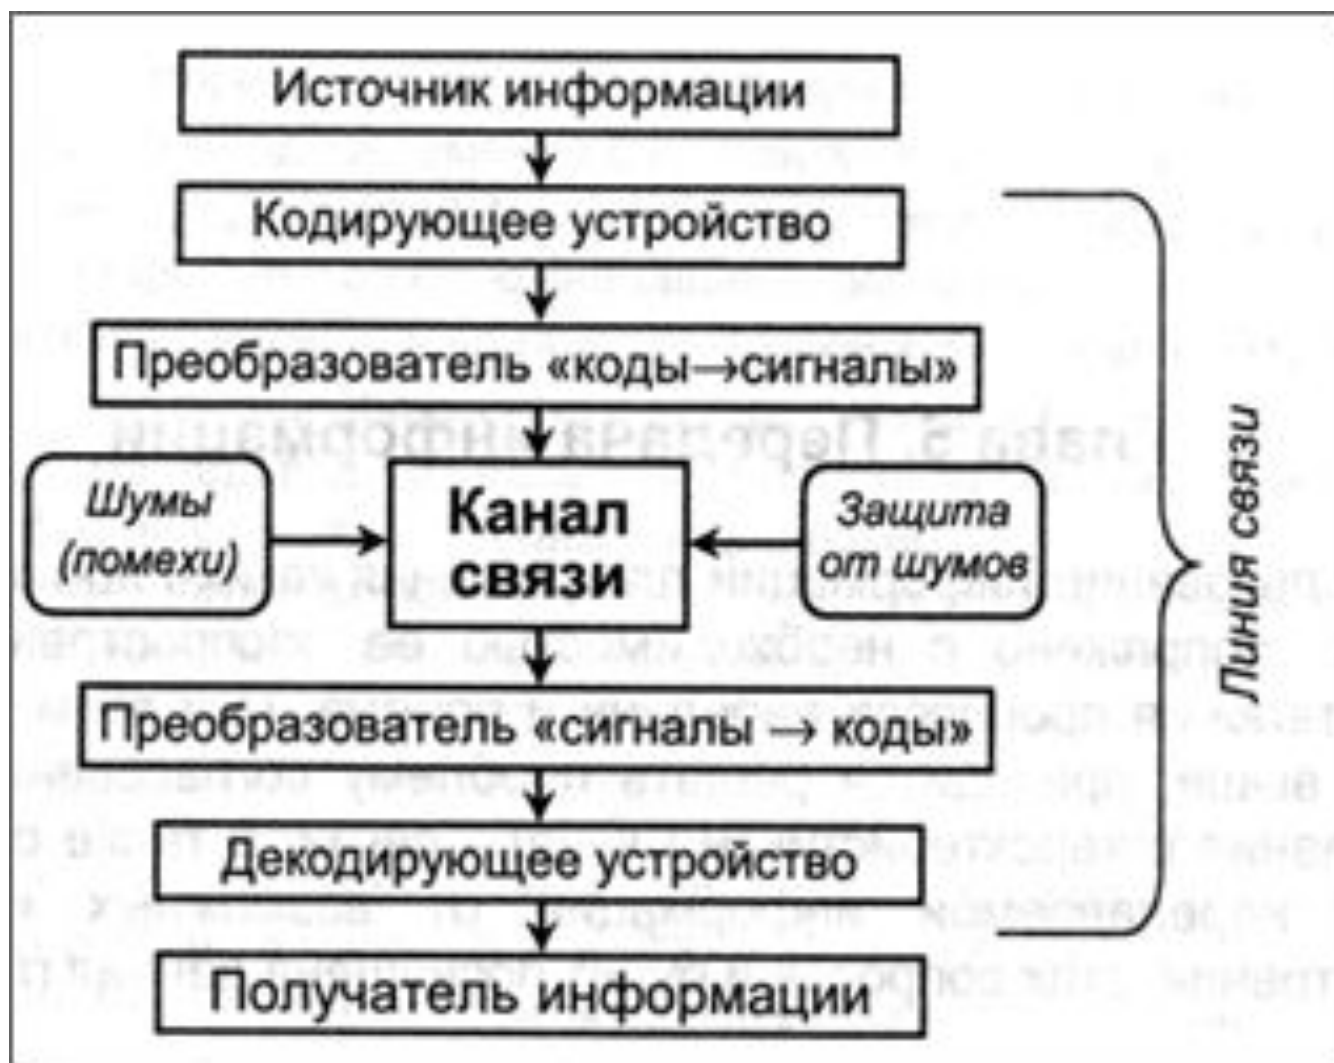 Источник информации
Кодирующее устройство
Преобразователь «коды→сигналы»
Шумы
(помехи)
Канал
связи
Защита
от шумов
Преобразователь «сигналы → коды»
Декодирующее устройство
Получатель информации
Линия связи